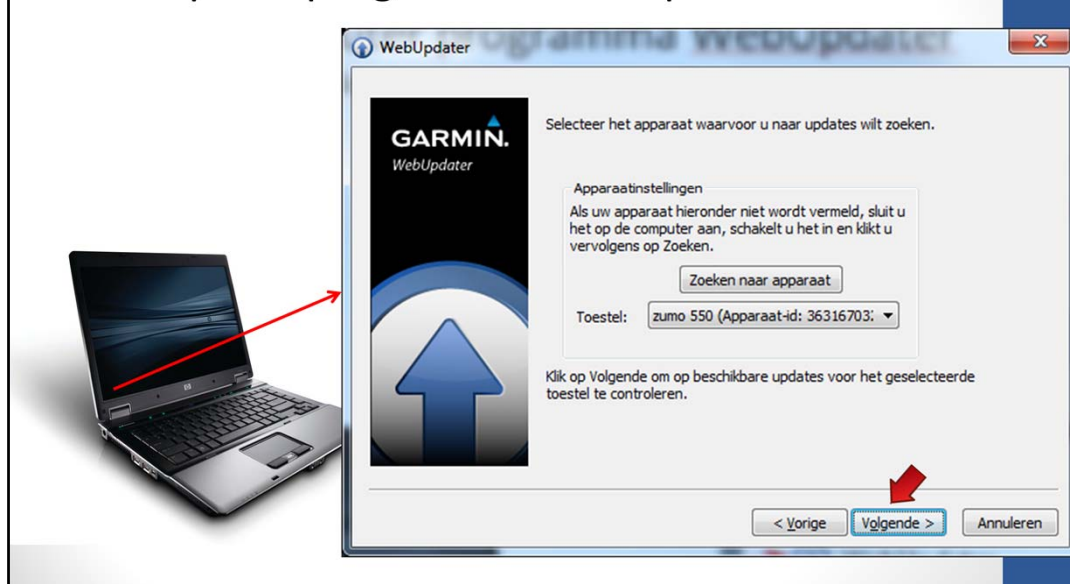 WebUpdater
GARMIN.
WebUpdater
Selecteer het apparaat waarvoor u naar updates wilt zoeken.
Apparaatinstellingen
Als uw apparaat hieronder niet wordt vermeld, sluit u
het op de computer aan, schakelt u het in en klikt u
vervolgens op Zoeken.
Zoeken naar apparaat
Toestel: zumo 550 (Apparaat-id: 36316703
Klik op Volgende om op beschikbare updates voor het geselecteerde
toestel te controleren.
< Vorige Volgende > Annuleren
hp